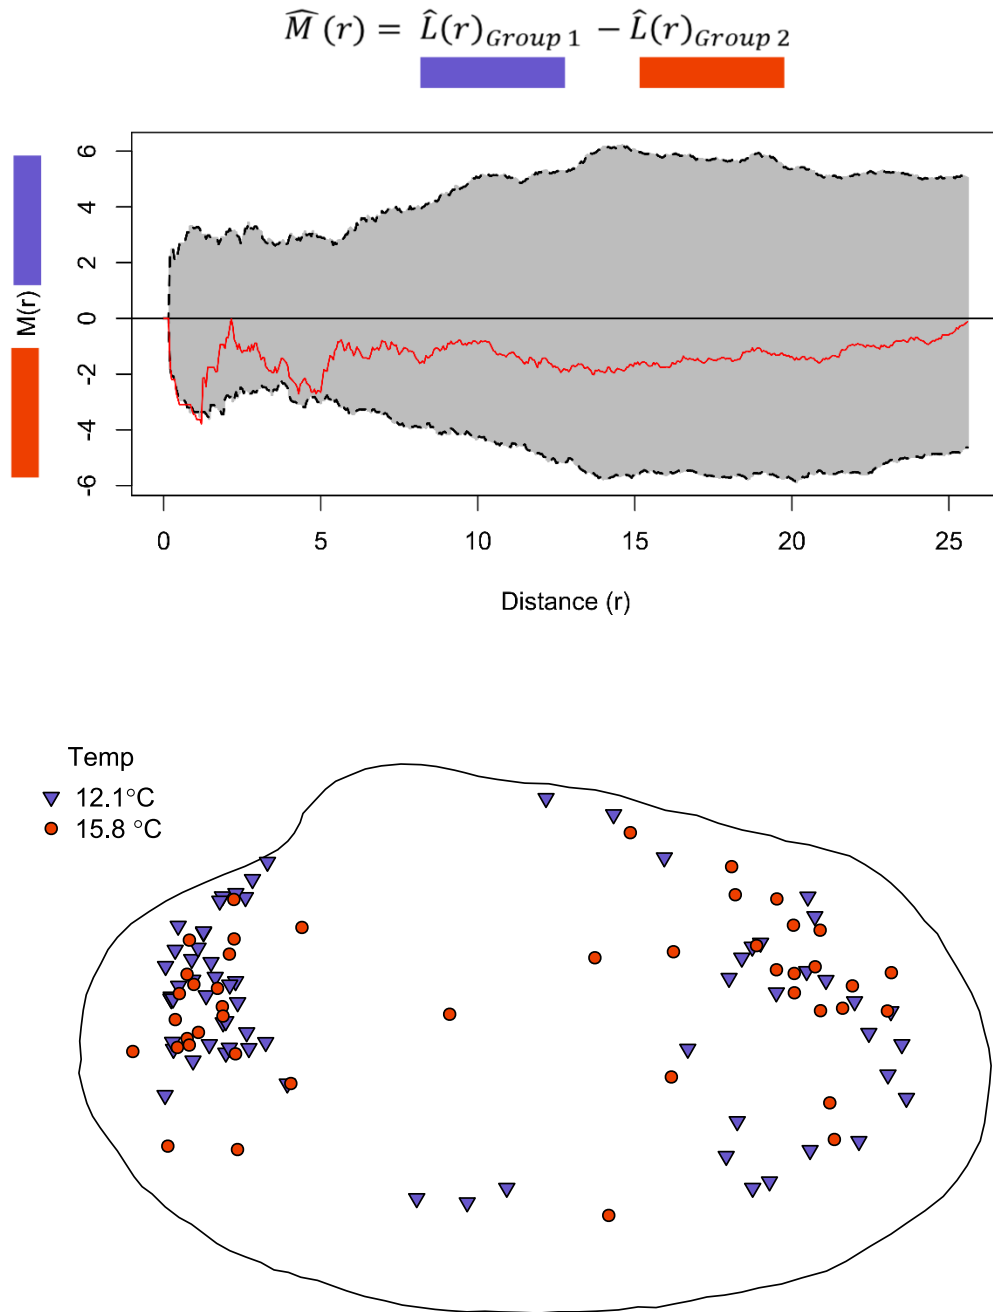 M̂ (r) = L̂(r)Group 1 − L̂(r)Group 2
M(r)
6
4
2
0
-2
-4
-6
0 5 10 15 20 25
Distance (r)
Temp
12.1°C
15.8 °C